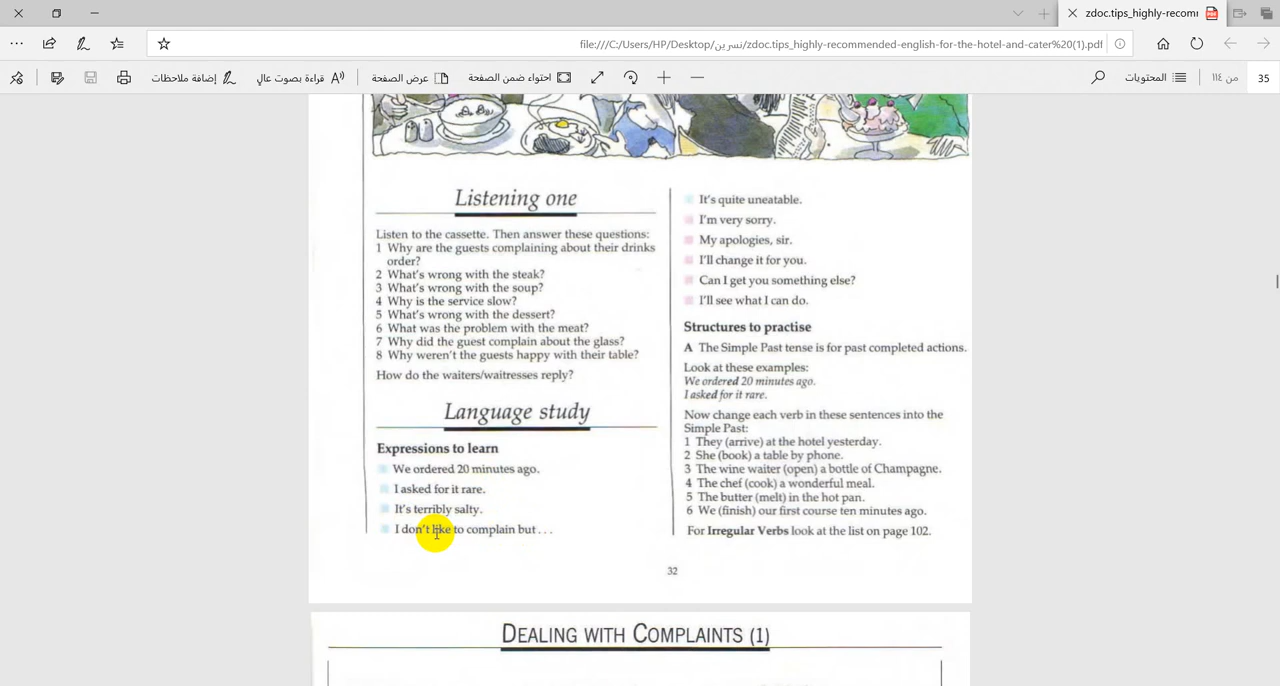 zdoc.tips_highly-recomr
file:///C:/Users/HP/Desktop/نسرين/zdoc.tips_highly-recommended-english-for-the-hotel-and-cater%20(1).pdf
إضافة ملاحظات
قراءة بصوت عالٍ
عرض الصفحة
احتواء ضمن الصفحة
المحتويات
من ١١٤
35
Listening one
Listen to the cassette. Then answer these questions:
1 Why are the guests complaining about their drinks
order?
2 What's wrong with the steak?
3 What's wrong with the soup?
4 Why is the service slow?
5 What's wrong with the dessert?
6 What was the problem with the meat?
7 Why did the guest complain about the glass?
8 Why weren't the guests happy with their table?
How do the waiters/waitresses reply?
Language study
Expressions to learn
We ordered 20 minutes ago.
I asked for it rare.
It's terribly salty.
I don't like to complain but . . .
It's quite uneatable.
I'm very sorry.
My apologies, sir.
I'll change it for you.
Can I get you something else?
I'll see what I can do.
Structures to practise
A The Simple Past tense is for past completed actions.
Look at these examples:
We ordered 20 minutes ago.
I asked for it rare.
Now change each verb in these sentences into the
Simple Past:
1 They (arrive) at the hotel yesterday.
2 She (book) a table by phone.
3 The wine waiter (open) a bottle of Champagne.
4 The chef (cook) a wonderful meal.
5 The butter (melt) in the hot pan.
6 We (finish) our first course ten minutes ago.
For Irregular Verbs look at the list on page 102.
32
DEALING WITH COMPLAINTS (1)